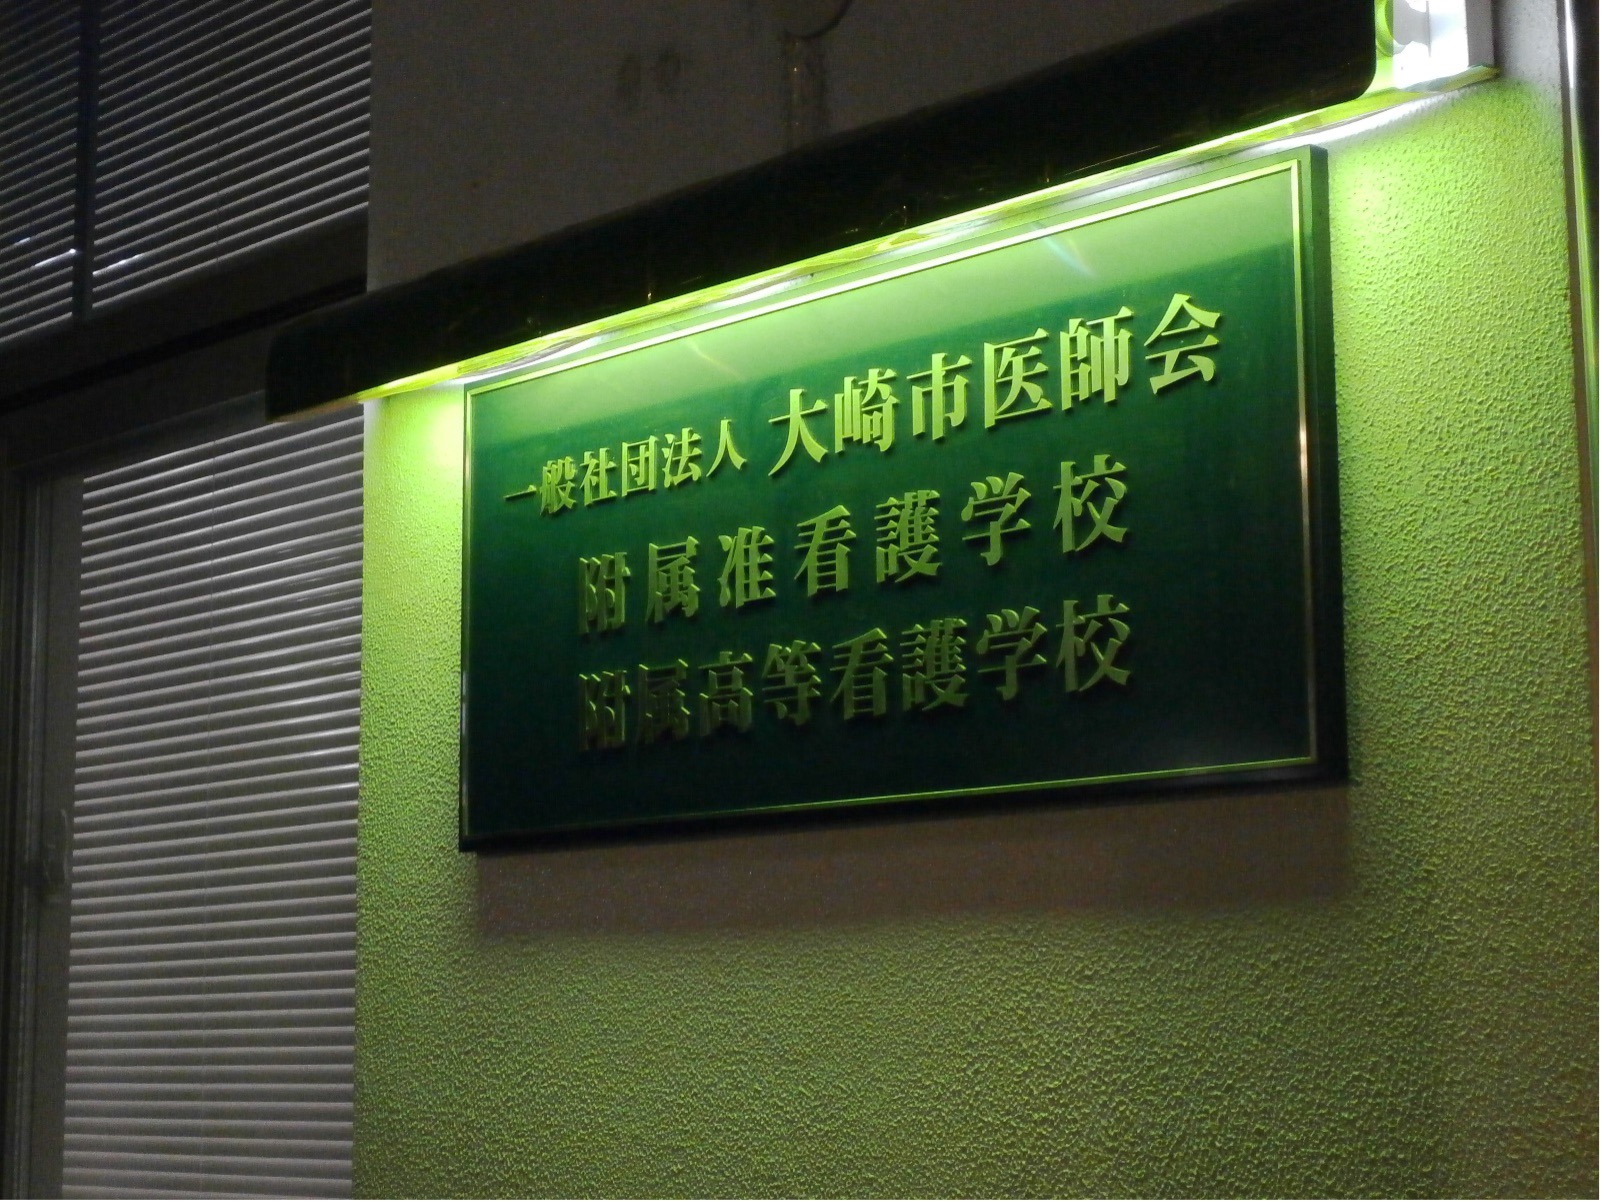 一般社団法人 大崎市医師会
附属准看護学校
附属高等看護学校